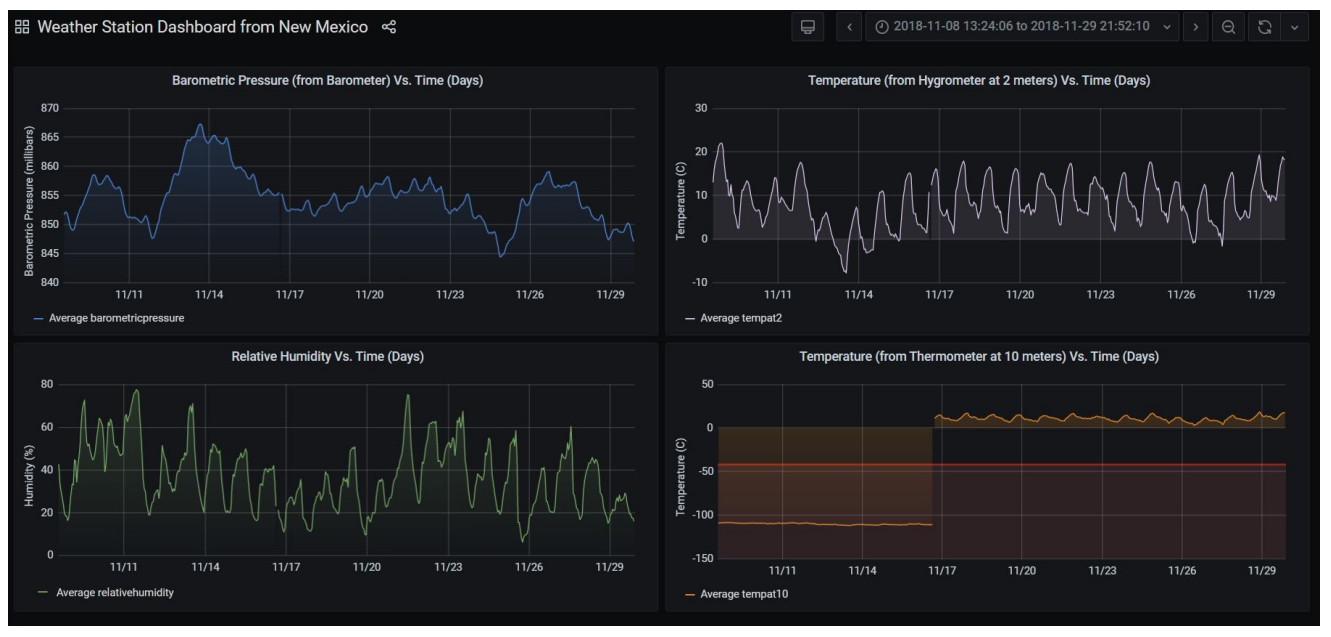 Weather Station Dashboard from New Mexico
2018-11-08 13:24:06 to 2018-11-29 21:52:10
Barometric Pressure (from Barometer) Vs. Time (Days)
Barometric Pressure (millibars)
870
865
860
855
850
845
840
11/11 11/14 11/17 11/20 11/23 11/26 11/29
Average barometricpressure
Temperature (from Hygrometer at 2 meters) Vs. Time (Days)
Temperature (C)
30
20
10
0
-10
11/11 11/14 11/17 11/20 11/23 11/26 11/29
Average tempat2
Relative Humidity Vs. Time (Days)
Humidity (%)
80
60
40
20
0
11/11 11/14 11/17 11/20 11/23 11/26 11/29
Average relativehumidity
Temperature (from Thermometer at 10 meters) Vs. Time (Days)
Temperature (C)
50
0
-50
-100
-150
11/11 11/14 11/17 11/20 11/23 11/26 11/29
Average tempat10